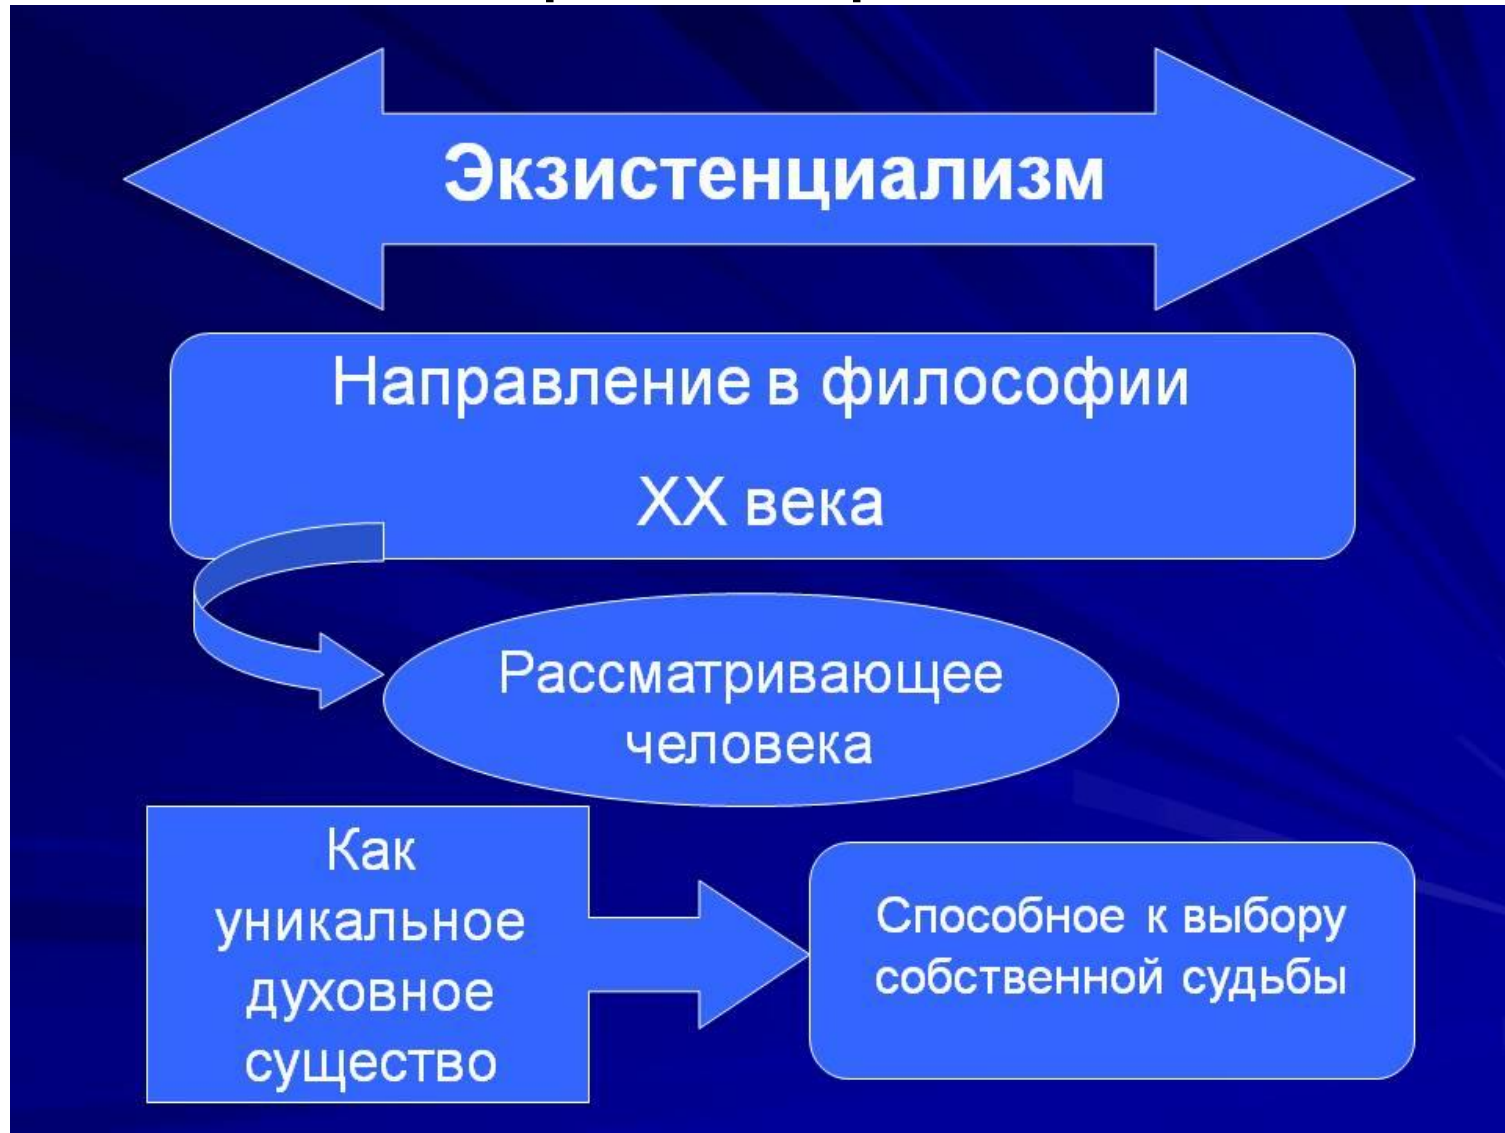 Экзистенциализм
Направление в философии
XX века
Рассматривающее
человека
Как
уникальное
духовное
существо
Способное к выбору
собственной судьбы